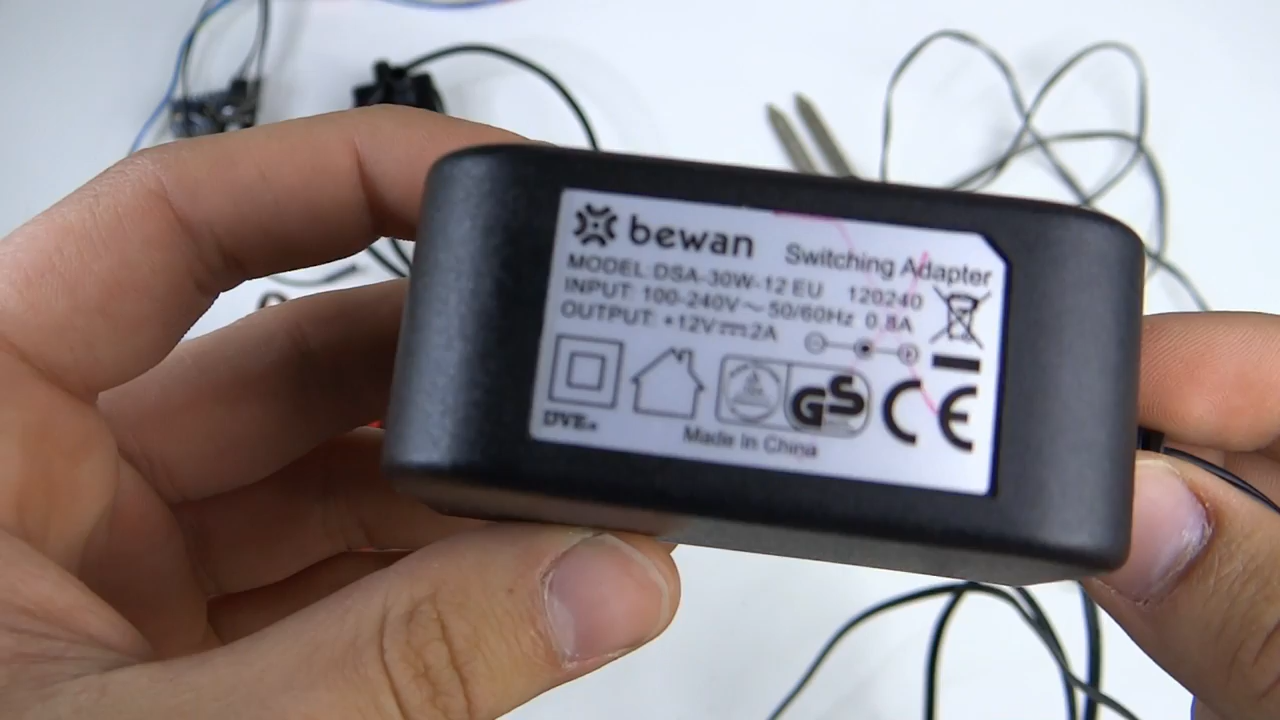 bewan
Switching Adapter
MODEL: DSA-30W-12 EU 120240
INPUT: 100-240V~ 50/60Hz 0.8A
OUTPUT: +12V⎓2A
GS
CE
DVE
Made in China